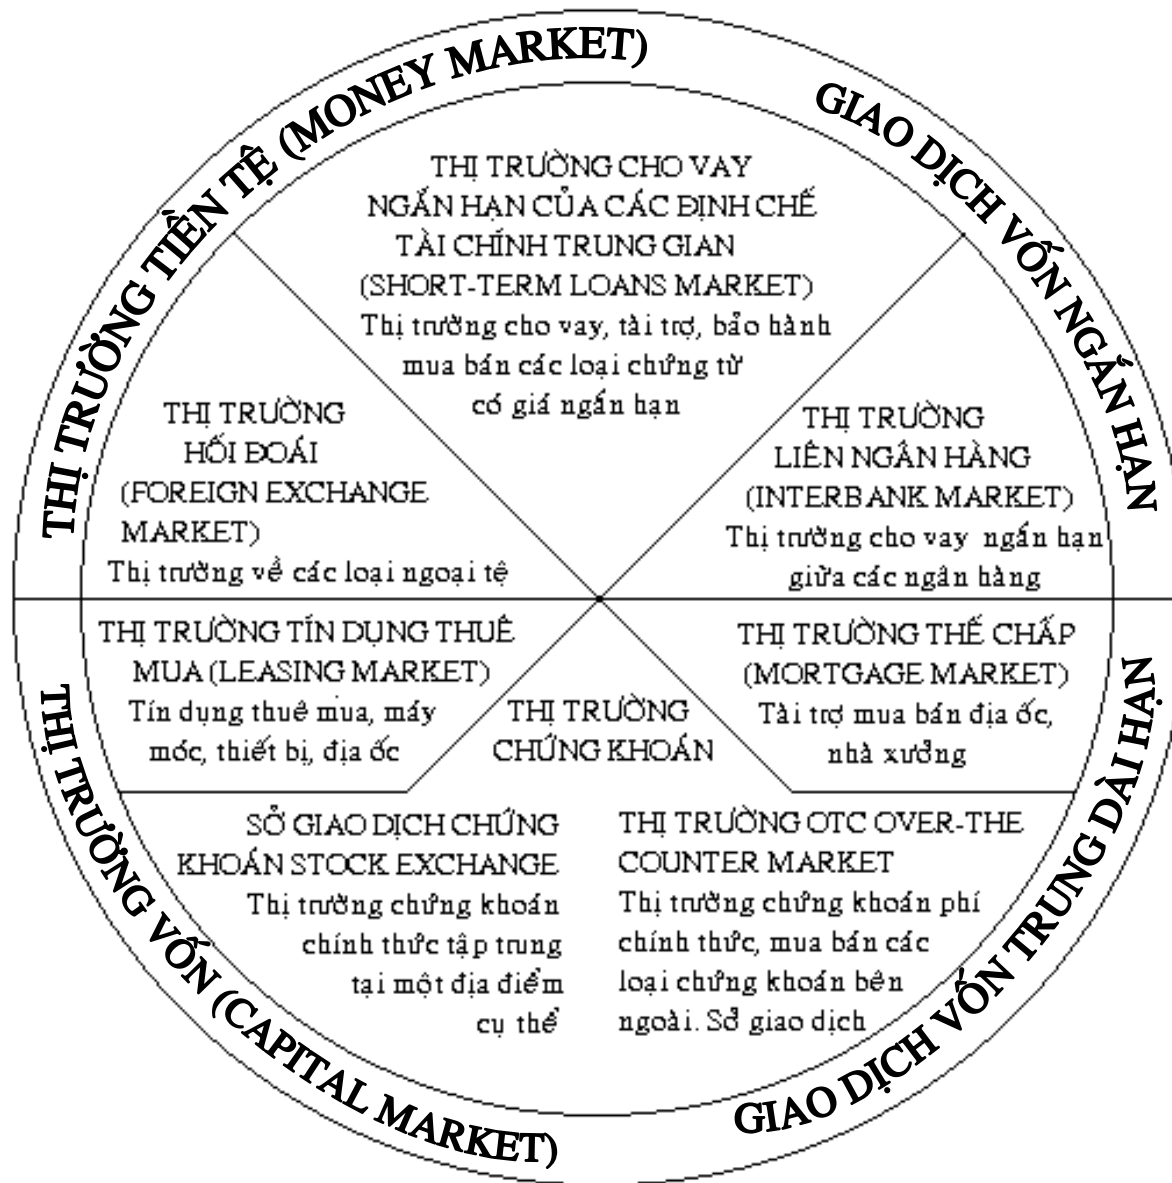 THỊ TRƯỜNG TIỀN TỆ (MONEY MARKET)
GIAO DỊCH VỐN NGẮN HẠN
THỊ TRƯỜNG CHO VAY
NGẮN HẠN CỦA CÁC ĐỊNH CHẾ
TÀI CHÍNH TRUNG GIAN
(SHORT-TERM LOANS MARKET)
Thị trường cho vay, tài trợ, bảo hành
mua bán các loại chứng từ
có giá ngắn hạn
THỊ TRƯỜNG
HỐI ĐOÁI
(FOREIGN EXCHANGE
MARKET)
Thị trường về các loại ngoại tệ
THỊ TRƯỜNG
LIÊN NGÂN HÀNG
(INTERBANK MARKET)
Thị trường cho vay ngắn hạn
giữa các ngân hàng
THỊ TRƯỜNG TÍN DỤNG THUÊ
MUA (LEASING MARKET)
Tín dụng thuê mua, máy
móc, thiết bị, địa ốc
THỊ TRƯỜNG
CHỨNG KHOÁN
THỊ TRƯỜNG THẾ CHẤP
(MORTGAGE MARKET)
Tài trợ mua bán địa ốc,
nhà xưởng
SỞ GIAO DỊCH CHỨNG
KHOÁN STOCK EXCHANGE
Thị trường chứng khoán
chính thức tập trung
tại một địa điểm
cụ thể
THỊ TRƯỜNG OTC OVER-THE
COUNTER MARKET
Thị trường chứng khoán phí
chính thức, mua bán các
loại chứng khoán bên
ngoài. Sở giao dịch
THỊ TRƯỜNG VỐN (CAPITAL MARKET)
GIAO DỊCH VỐN TRUNG DÀI HẠN